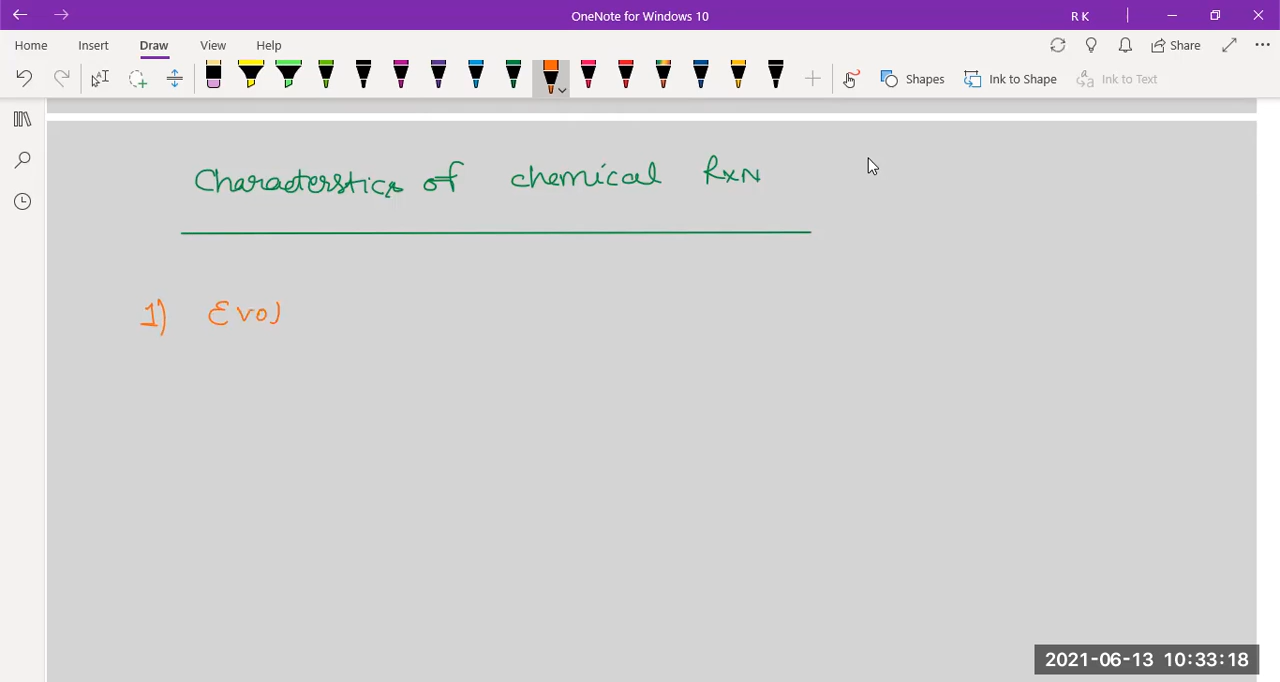 OneNote for Windows 10
R K
Home Insert Draw View Help
Share
Shapes
Ink to Shape
Ink to Text
Characterstics of chemical RxN
1) Evol
2021-06-13 10:33:18